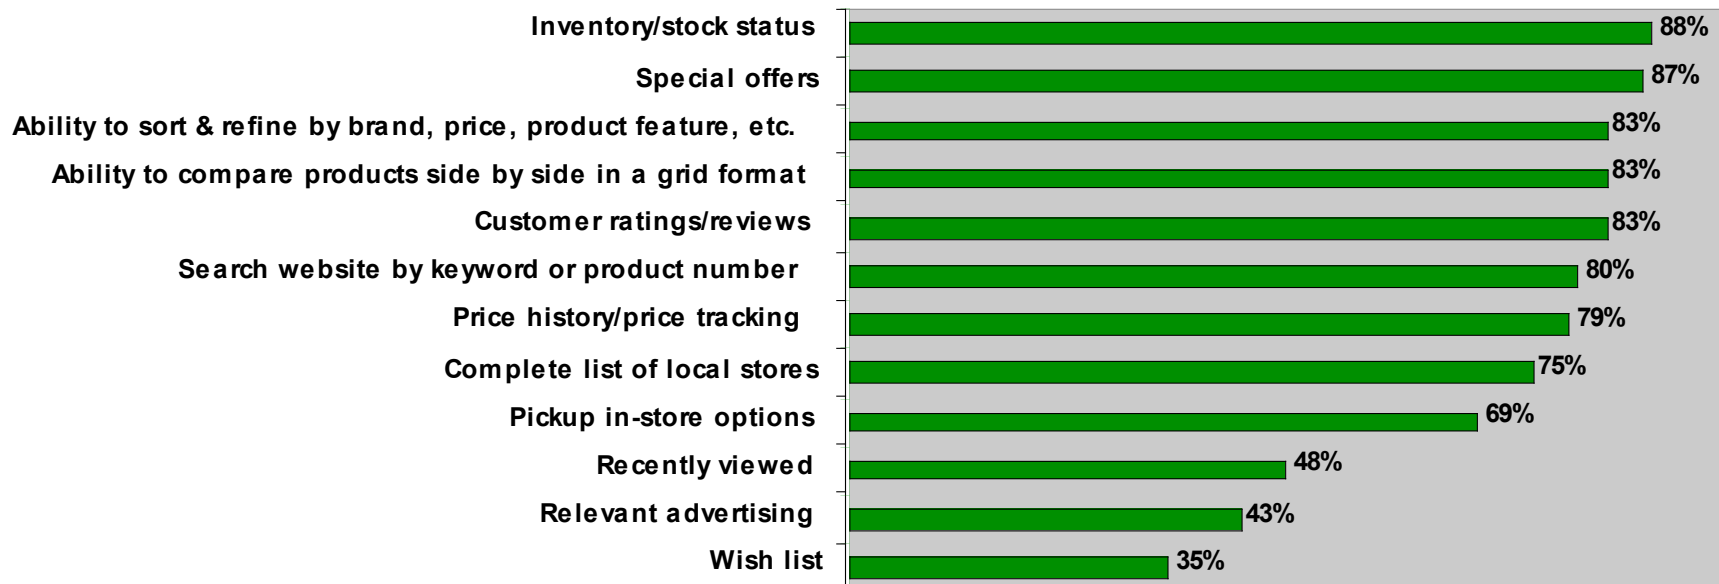 Inventory/stock status 88%
Special offers 87%
Ability to sort & refine by brand, price, product feature, etc. 83%
Ability to compare products side by side in a grid format 83%
Customer ratings/reviews 83%
Search website by keyword or product number 80%
Price history/price tracking 79%
Complete list of local stores 75%
Pickup in-store options 69%
Recently viewed 48%
Relevant advertising 43%
Wish list 35%